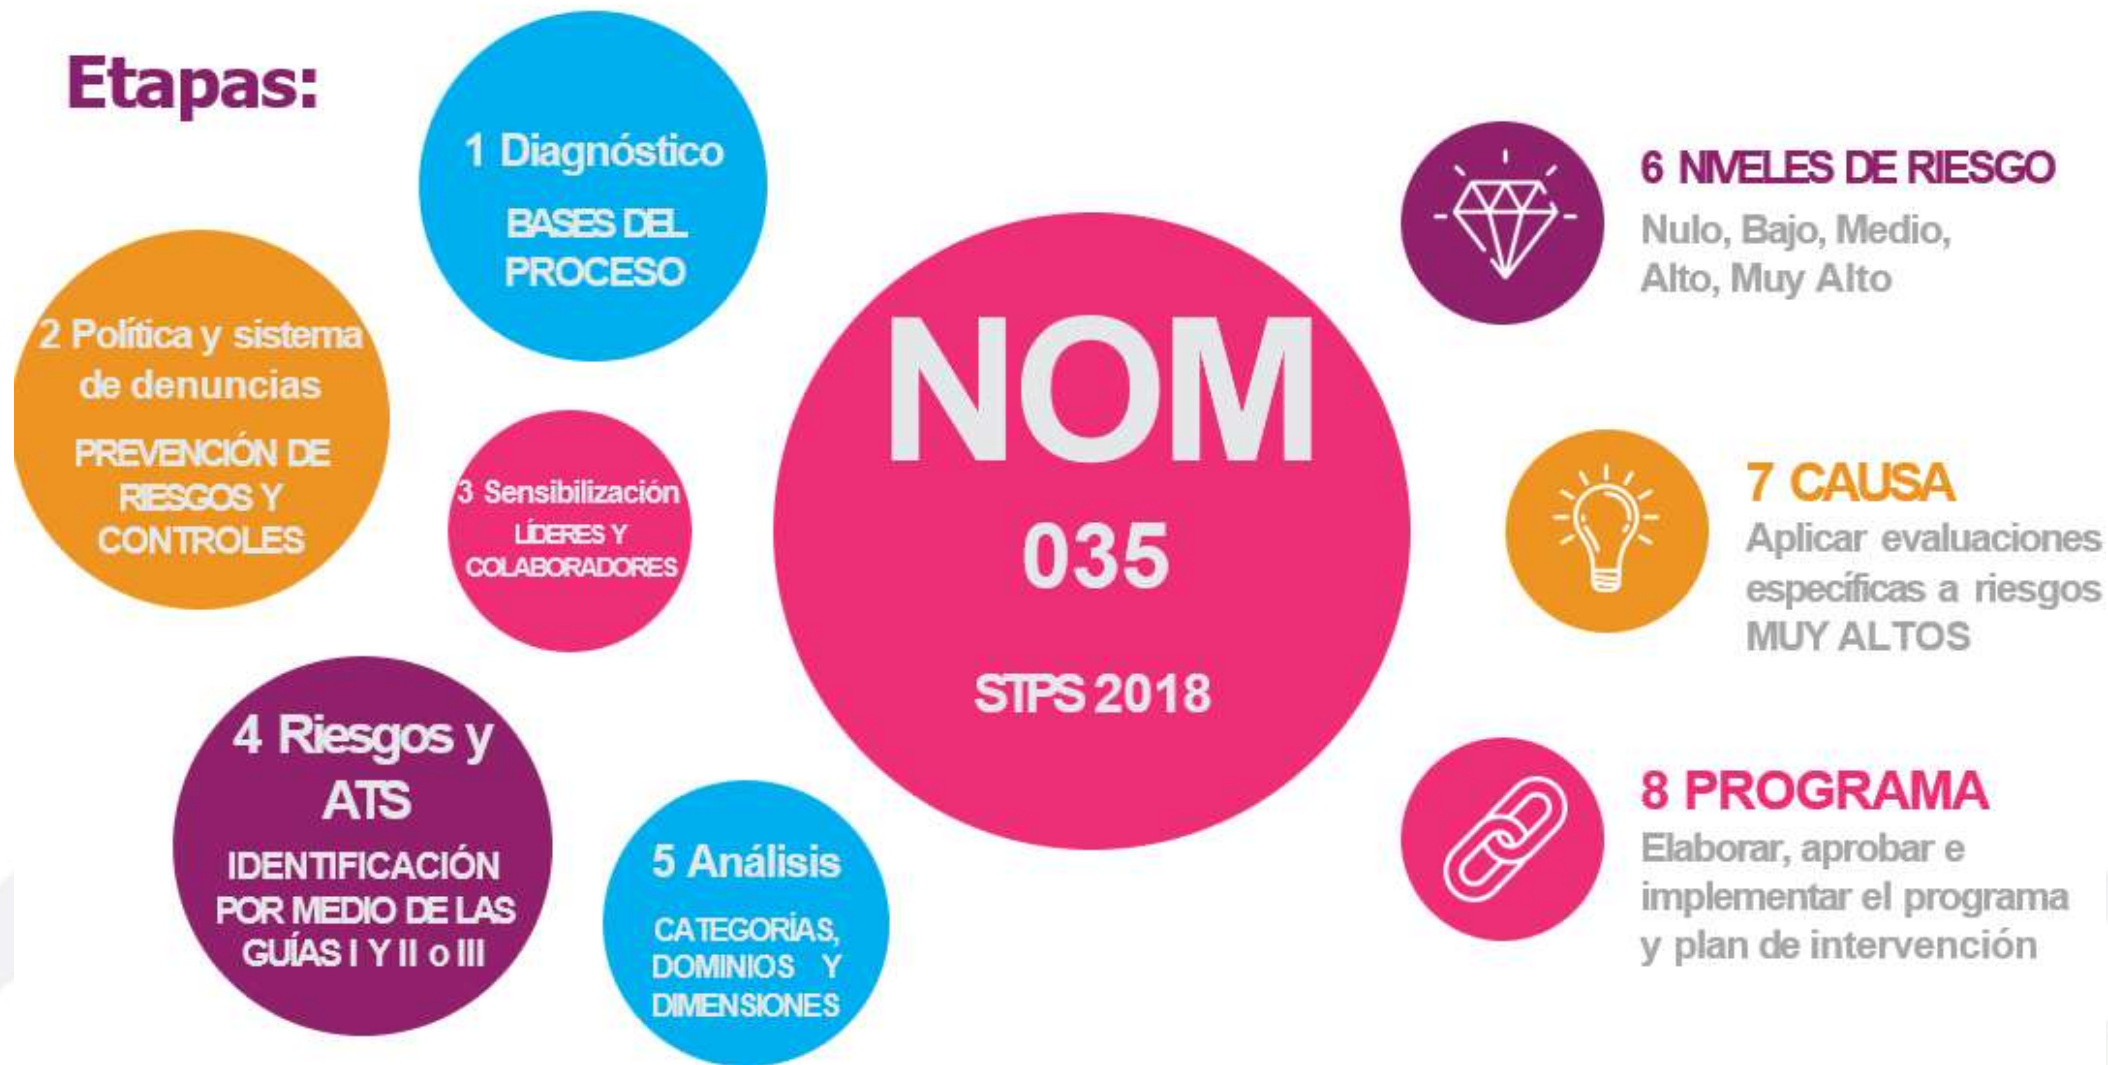 Etapas:
1 Diagnóstico
BASES DEL
PROCESO
2 Política y sistema
de denuncias
PREVENCIÓN DE
RIESGOS Y
CONTROLES
3 Sensibilización
LÍDERES Y
COLABORADORES
4 Riesgos y
ATS
IDENTIFICACIÓN
POR MEDIO DE LAS
GUÍAS I Y II o III
5 Análisis
CATEGORÍAS,
DOMINIOS Y
DIMENSIONES
NOM
035
STPS 2018
6 NIVELES DE RIESGO
Nulo, Bajo, Medio,
Alto, Muy Alto
7 CAUSA
Aplicar evaluaciones
específicas a riesgos
MUY ALTOS
8 PROGRAMA
Elaborar, aprobar e
implementar el programa
y plan de intervención